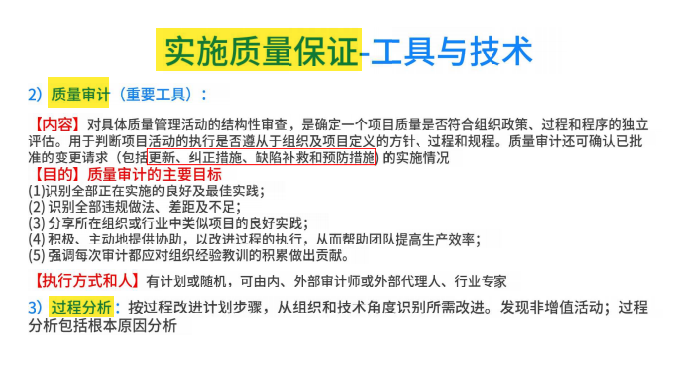 实施质量保证-工具与技术
2）质量审计（重要工具）：
【内容】对具体质量管理活动的结构性审查，是确定一个项目质量是否符合组织政策、过程和程序的独立
评估。用于判断项目活动的执行是否遵从于组织及项目定义的方针、过程和规程。质量审计还可确认已批
准的变更请求（包括更新、纠正措施、缺陷补救和预防措施）的实施情况
【目的】质量审计的主要目标
(1)识别全部正在实施的良好及最佳实践；
(2) 识别全部违规做法、差距及不足；
(3) 分享所在组织或行业中类似项目的良好实践；
(4) 积极、主动地提供协助，以改进过程的执行，从而帮助团队提高生产效率；
(5) 强调每次审计都应对组织经验教训的积累做出贡献。
【执行方式和人】有计划或随机，可由内、外部审计师或外部代理人、行业专家
3）过程分析：按过程改进计划步骤，从组织和技术角度识别所需改进。发现非增值活动；过程
分析包括根本原因分析